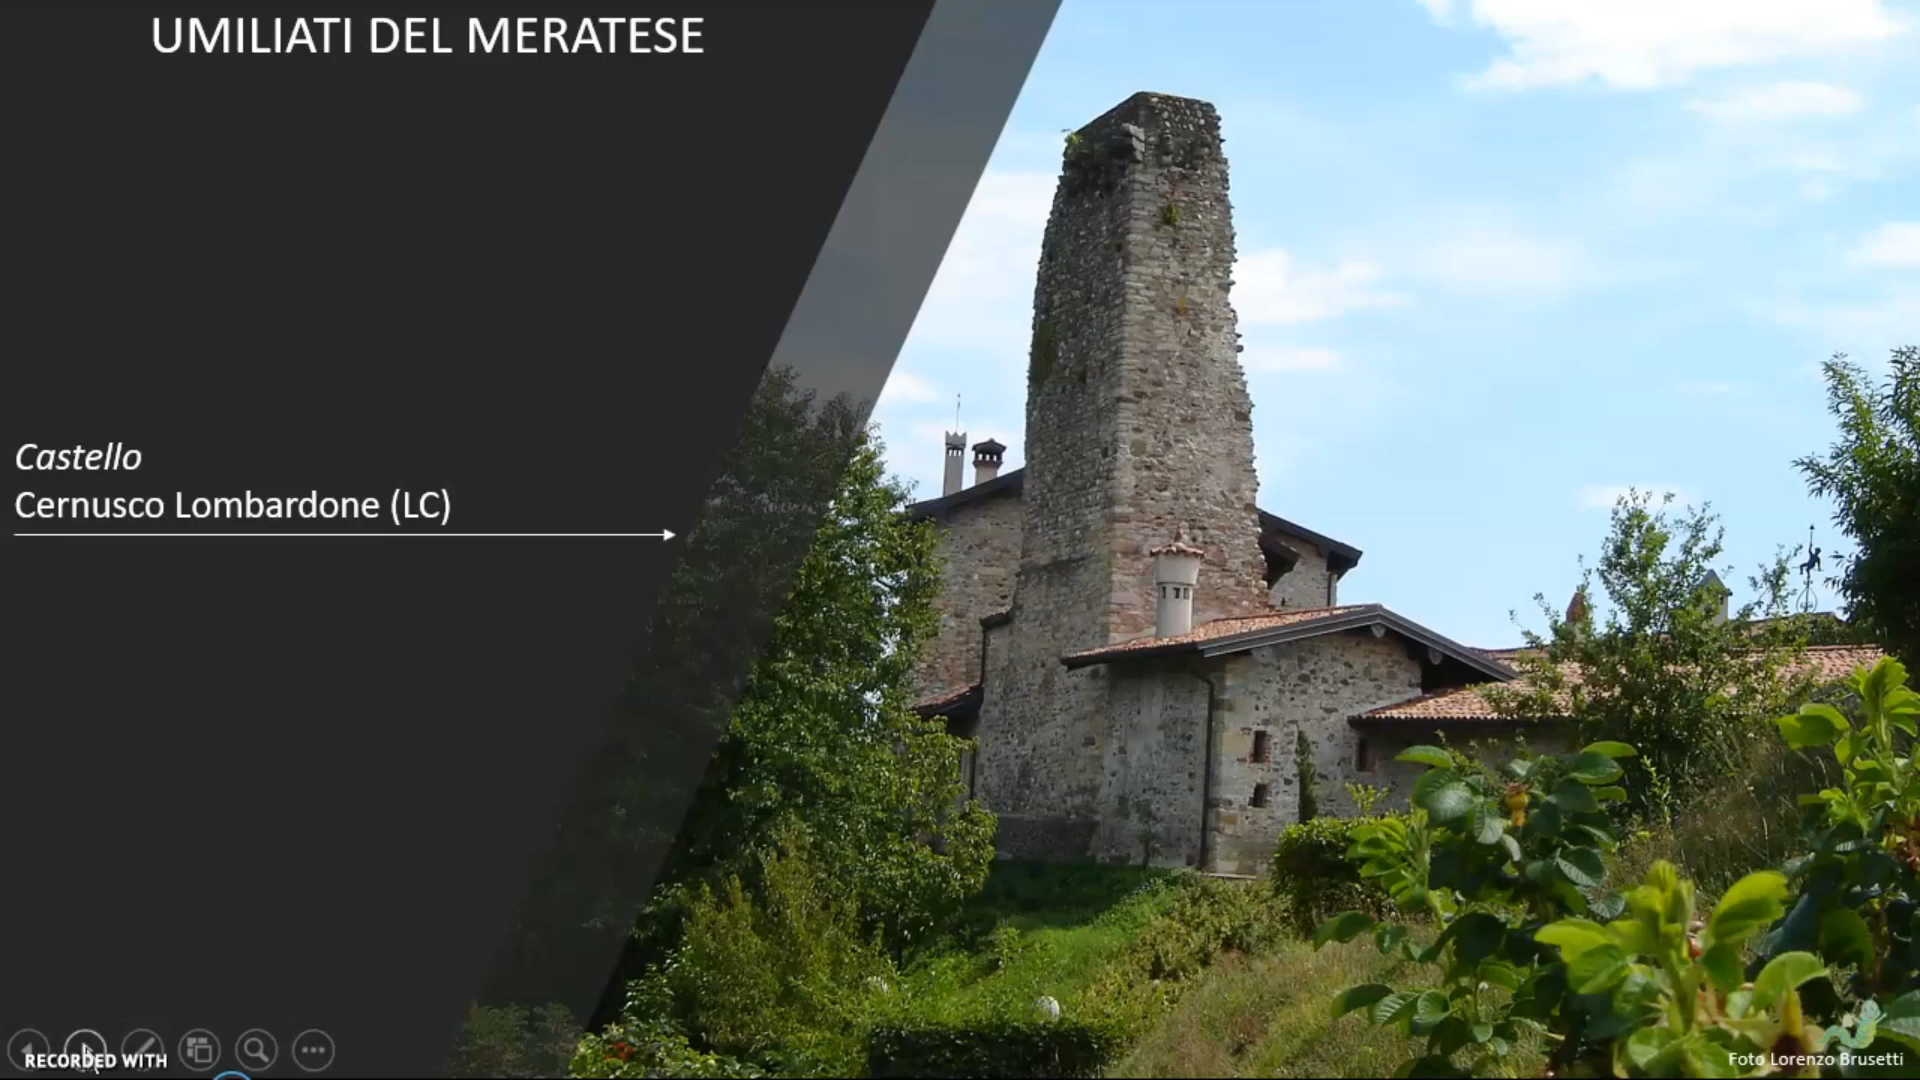 UMILIATI DEL MERATESE
Castello
Cernusco Lombardone (LC)
RECORDED WITH
Foto Lorenzo Brusetti